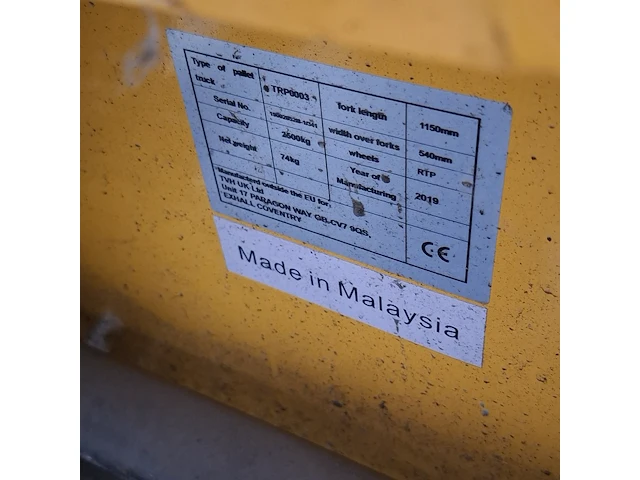 Type of pallet truck TRP0003 fork length 1150mm
Serial No. width over forks 540mm
Capacity 2500kg wheels RTP
Net weight 74kg Year of Manufacturing 2019
Manufactured outside the EU for:
TVH UK Ltd
Unit 17 PARAGON WAY GB-CV7 9QS,
EXHALL COVENTRY
CE
Made in Malaysia